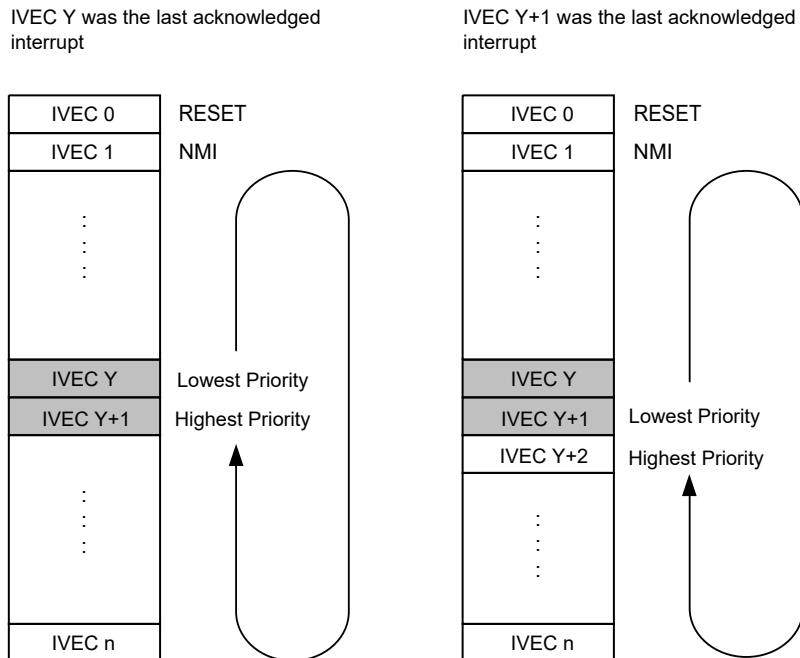 IVEC Y was the last acknowledged
interrupt
IVEC 0 RESET
IVEC 1 NMI
:
:
:
IVEC Y Lowest Priority
IVEC Y+1 Highest Priority
:
:
:
IVEC n
IVEC Y+1 was the last acknowledged
interrupt
IVEC 0 RESET
IVEC 1 NMI
:
:
:
IVEC Y
IVEC Y+1 Lowest Priority
IVEC Y+2 Highest Priority
:
:
:
IVEC n